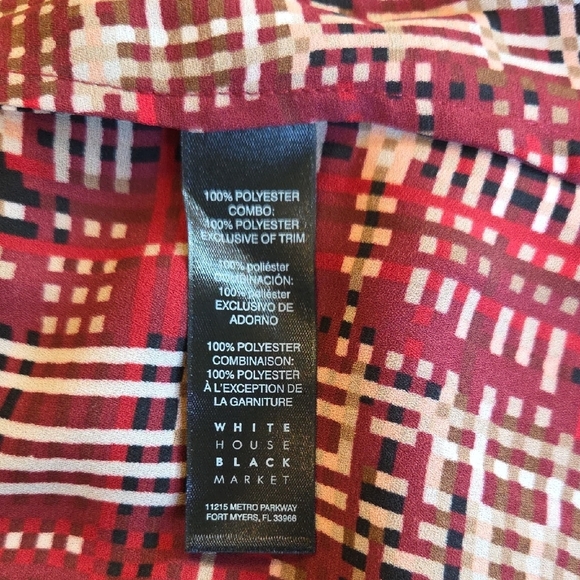 100% POLYESTER
COMBO:
100% POLYESTER
EXCLUSIVE OF TRIM
100% poliéster
COMBINACIÓN:
100% poliéster
EXCLUSIVO DE
ADORNO
100% POLYESTER
COMBINAISON:
100% POLYESTER
À L'EXCEPTION DE
LA GARNITURE
WHITE
HOUSE
BLACK
MARKET
11215 METRO PARKWAY
FORT MYERS, FL 33966